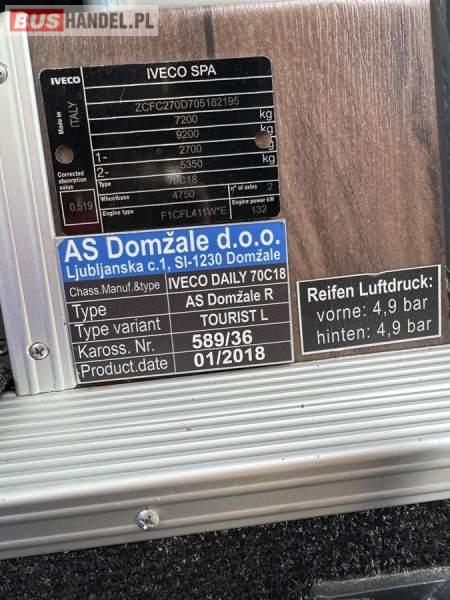 BUSHANDEL.PL
IVECO IVECO SPA
Made in ITALY
ZCFC270D705182195
7200 kg
9200 kg
1- 2700 kg
2- 5350 kg
Corrected absorption value 0.519
Type 70C18
Wheelbase 4750 n° of axles 2
Engine type F1CFL411W*E Engine power kW 132
AS Domžale d.o.o.
Ljubljanska c.1, SI-1230 Domžale
Chass.Manuf.&type IVECO DAILY 70C18
Type AS Domžale R
Type variant TOURIST L
Kaross. Nr. 589/36
Product.date 01/2018
Reifen Luftdruck:
vorne: 4,9 bar
hinten: 4,9 bar